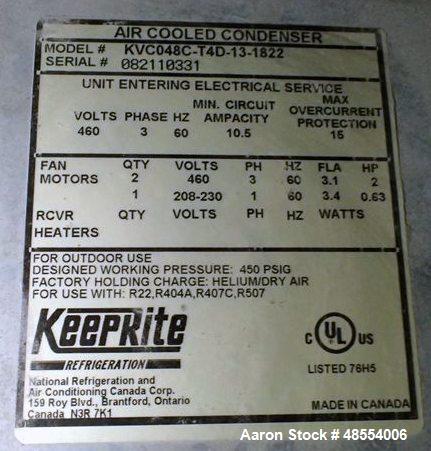 AIR COOLED CONDENSER
MODEL # KVC048C-T4D-13-1822
SERIAL # 082110331
UNIT ENTERING ELECTRICAL SERVICE
VOLTS PHASE HZ MIN. CIRCUIT AMPACITY MAX OVERCURRENT PROTECTION
460 3 60 10.5 15
FAN MOTORS QTY VOLTS PH HZ FLA HP
2 460 3 60 3.1 2
1 208-230 1 60 3.4 0.63
RCVR HEATERS QTY VOLTS PH HZ WATTS
FOR OUTDOOR USE
DESIGNED WORKING PRESSURE: 450 PSIG
FACTORY HOLDING CHARGE: HELIUM/DRY AIR
FOR USE WITH: R22,R404A,R407C,R507
KeepRite
REFRIGERATION
C UL US
LISTED 76H5
National Refrigeration and
Air Conditioning Canada Corp.
159 Roy Blvd., Brantford, Ontario
Canada N3R 7K1
MADE IN CANADA
Aaron Stock # 48554006